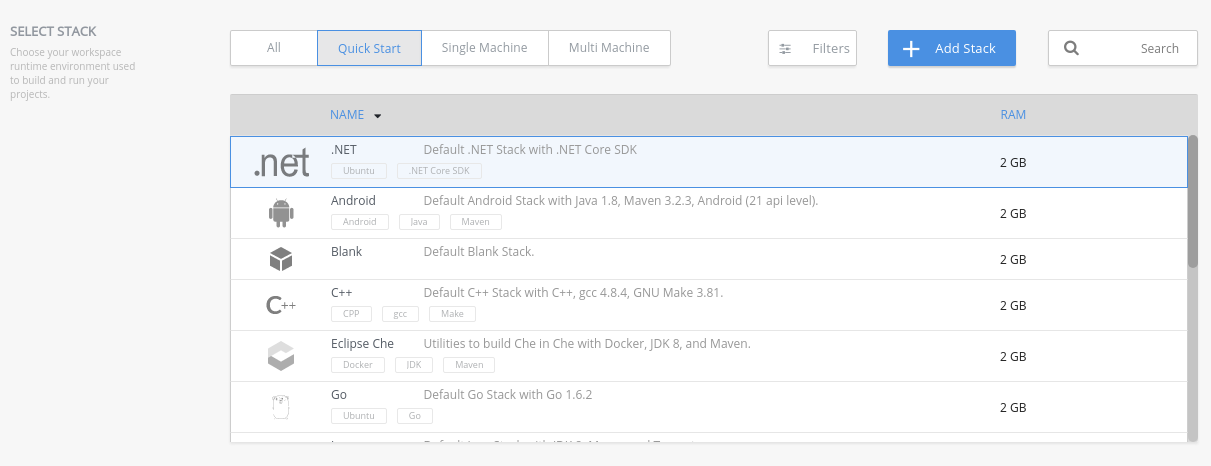 SELECT STACK
Choose your workspace
runtime environment used
to build and run your
projects.
All Quick Start Single Machine Multi Machine Filters Add Stack Search
NAME RAM
.net .NET Default .NET Stack with .NET Core SDK 2 GB
Ubuntu .NET Core SDK
Android Default Android Stack with Java 1.8, Maven 3.2.3, Android (21 api level). 2 GB
Android Java Maven
Blank Default Blank Stack. 2 GB
C++ C++ Default C++ Stack with C++, gcc 4.8.4, GNU Make 3.81. 2 GB
CPP gcc Make
Eclipse Che Utilities to build Che in Che with Docker, JDK 8, and Maven. 2 GB
Docker JDK Maven
Go Default Go Stack with Go 1.6.2 2 GB
Ubuntu Go